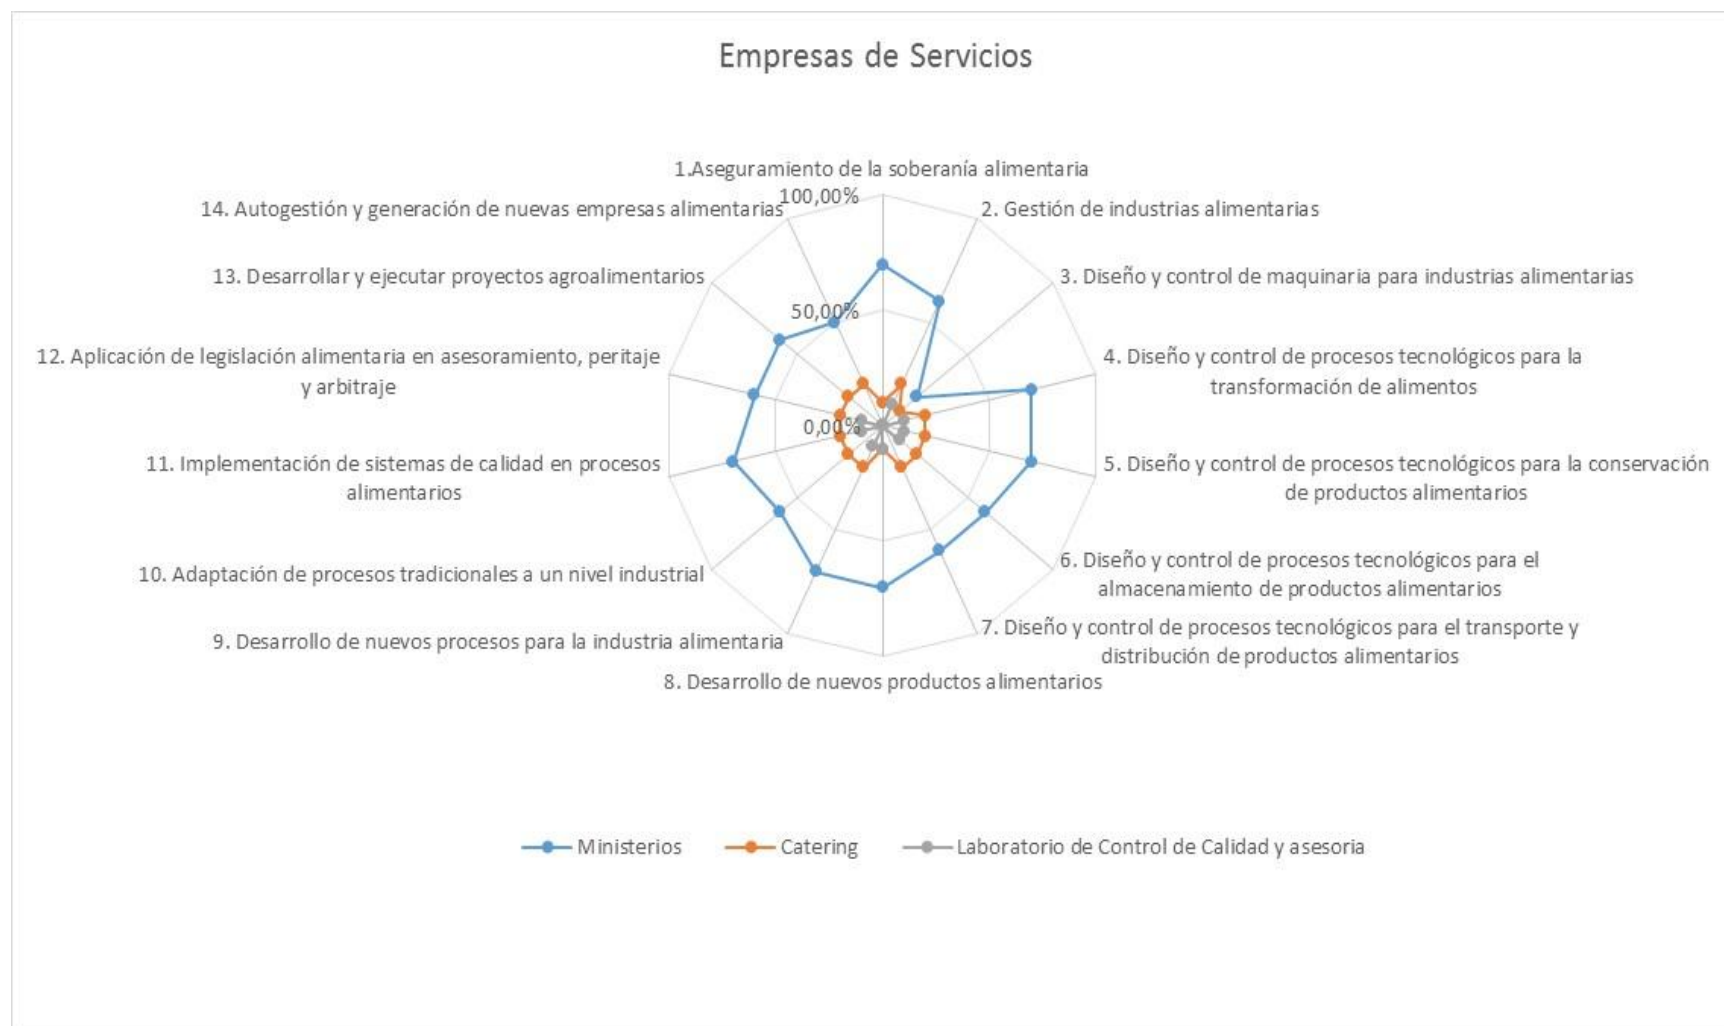 Empresas de Servicios
1.Aseguramiento de la soberanía alimentaria
100,00%
14. Autogestión y generación de nuevas empresas alimentarias
2. Gestión de industrias alimentarias
13. Desarrollar y ejecutar proyectos agroalimentarios
3. Diseño y control de maquinaria para industrias alimentarias
50,00%
12. Aplicación de legislación alimentaria en asesoramiento, peritaje
y arbitraje
4. Diseño y control de procesos tecnológicos para la
transformación de alimentos
0,00%
11. Implementación de sistemas de calidad en procesos
alimentarios
5. Diseño y control de procesos tecnológicos para la conservación
de productos alimentarios
10. Adaptación de procesos tradicionales a un nivel industrial
6. Diseño y control de procesos tecnológicos para el
almacenamiento de productos alimentarios
9. Desarrollo de nuevos procesos para la industria alimentaria
7. Diseño y control de procesos tecnológicos para el transporte y
distribución de productos alimentarios
8. Desarrollo de nuevos productos alimentarios
Ministerios
Catering
Laboratorio de Control de Calidad y asesoria